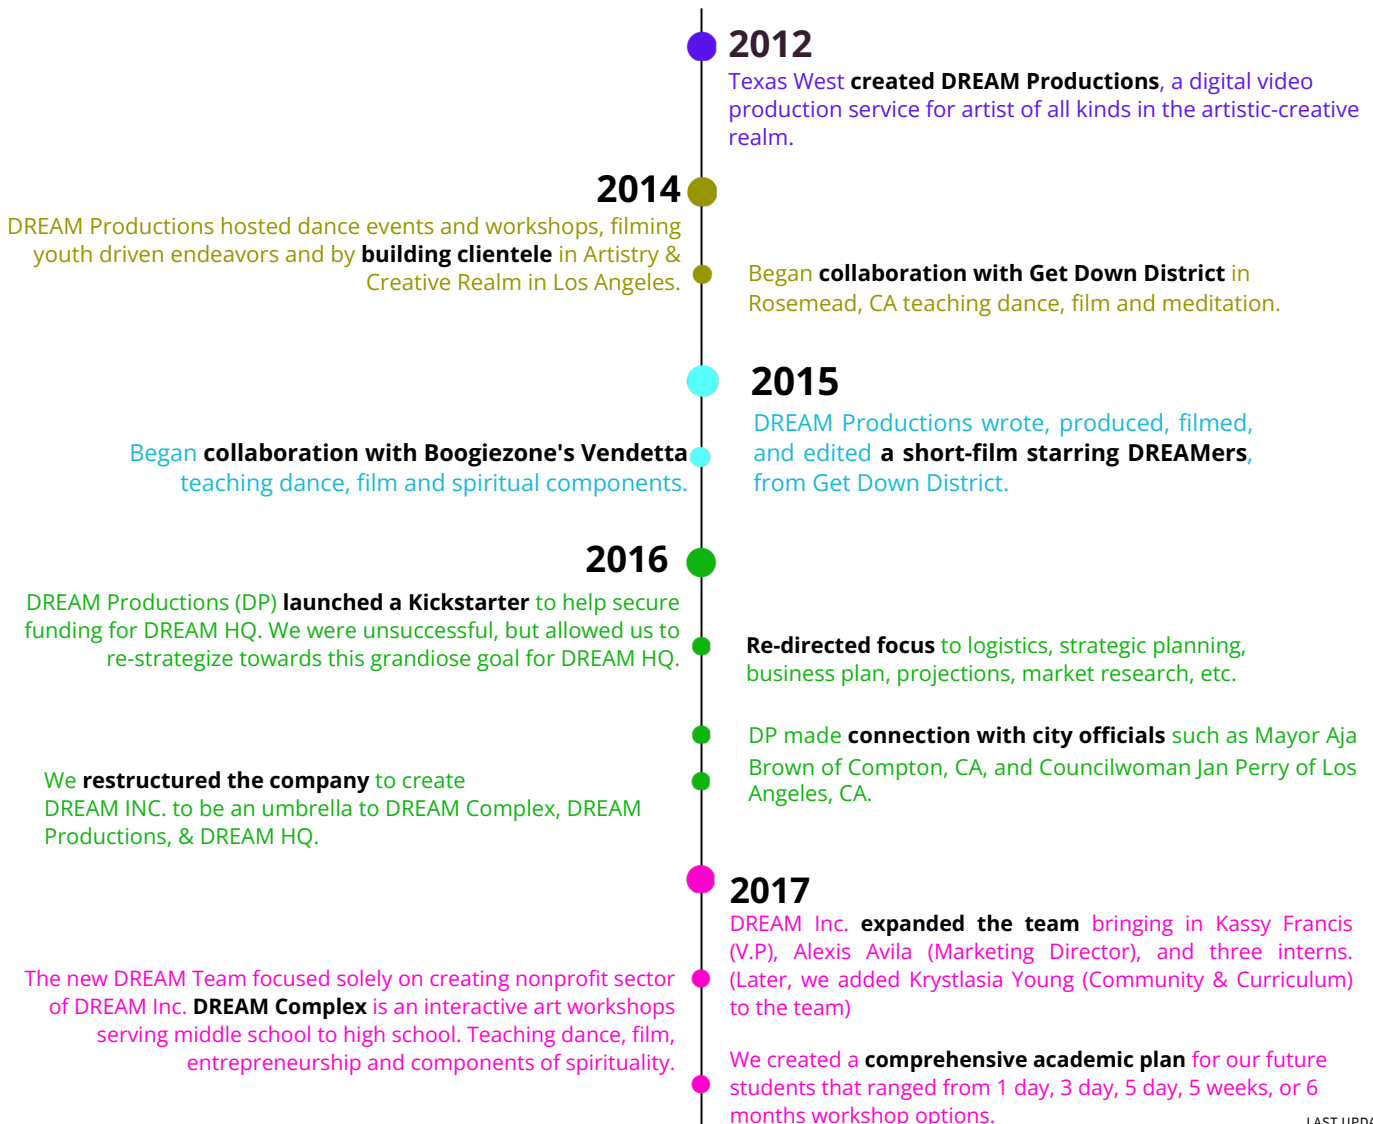 2012
Texas West created DREAM Productions, a digital video
production service for artist of all kinds in the artistic-creative
realm.
2014
DREAM Productions hosted dance events and workshops, filming
youth driven endeavors and by building clientele in Artistry &
Creative Realm in Los Angeles.
Began collaboration with Get Down District in
Rosemead, CA teaching dance, film and meditation.
2015
DREAM Productions wrote, produced, filmed,
and edited a short-film starring DREAMers,
from Get Down District.
Began collaboration with Boogiezone's Vendetta
teaching dance, film and spiritual components.
2016
DREAM Productions (DP) launched a Kickstarter to help secure
funding for DREAM HQ. We were unsuccessful, but allowed us to
re-strategize towards this grandiose goal for DREAM HQ.
Re-directed focus to logistics, strategic planning,
business plan, projections, market research, etc.
DP made connection with city officials such as Mayor Aja
Brown of Compton, CA, and Councilwoman Jan Perry of Los
Angeles, CA.
We restructured the company to create
DREAM INC. to be an umbrella to DREAM Complex, DREAM
Productions, & DREAM HQ.
2017
DREAM Inc. expanded the team bringing in Kassy Francis
(V.P), Alexis Avila (Marketing Director), and three interns.
(Later, we added Krystlasia Young (Community & Curriculum)
to the team)
The new DREAM Team focused solely on creating nonprofit sector
of DREAM Inc. DREAM Complex is an interactive art workshops
serving middle school to high school. Teaching dance, film,
entrepreneurship and components of spirituality.
We created a comprehensive academic plan for our future
students that ranged from 1 day, 3 day, 5 day, 5 weeks, or 6
months workshop options.
LAST